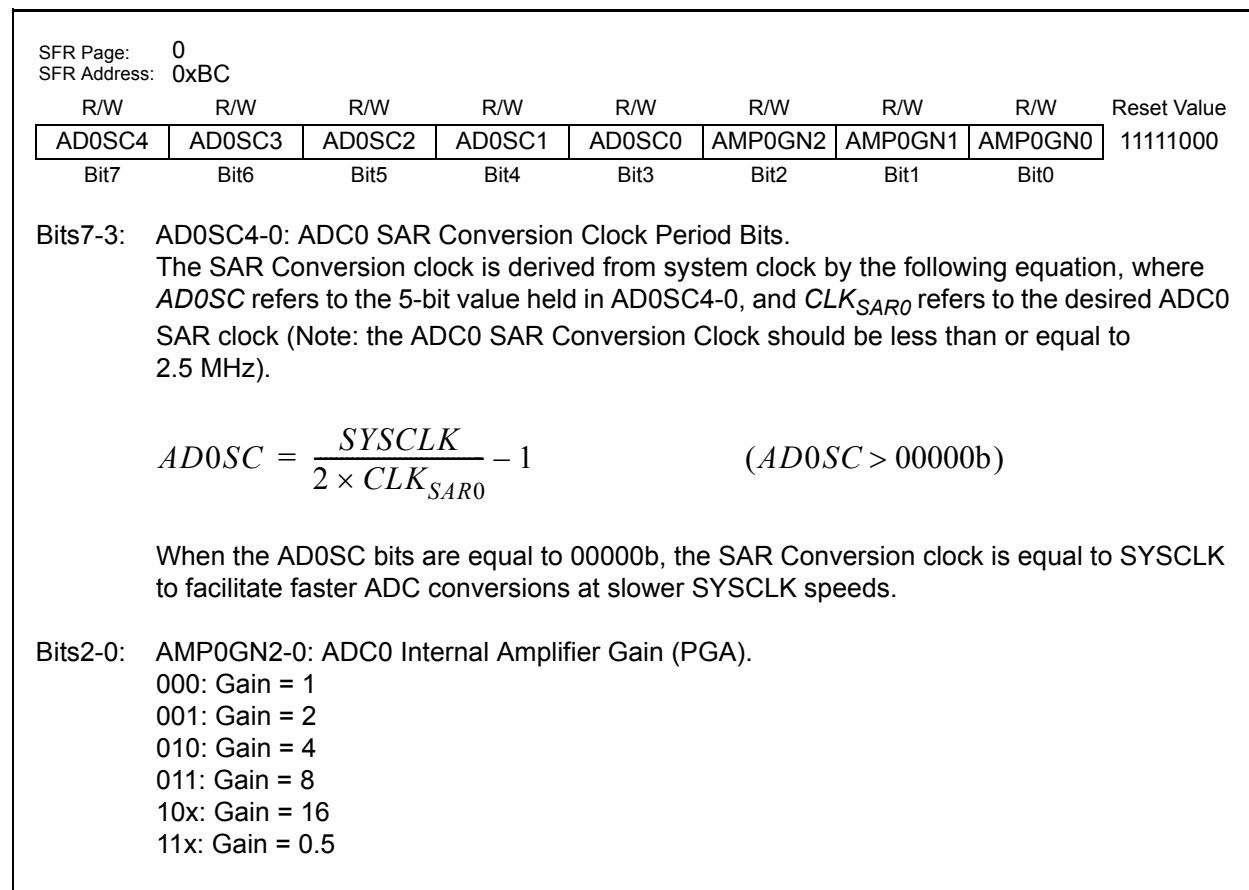 SFR Page: 0
SFR Address: 0xBC
R/W R/W R/W R/W R/W R/W R/W R/W Reset Value
AD0SC4 AD0SC3 AD0SC2 AD0SC1 AD0SC0 AMP0GN2 AMP0GN1 AMP0GN0 11111000
Bit7 Bit6 Bit5 Bit4 Bit3 Bit2 Bit1 Bit0
Bits7-3: AD0SC4-0: ADC0 SAR Conversion Clock Period Bits.
The SAR Conversion clock is derived from system clock by the following equation, where
AD0SC refers to the 5-bit value held in AD0SC4-0, and CLK_SAR0 refers to the desired ADC0
SAR clock (Note: the ADC0 SAR Conversion Clock should be less than or equal to
2.5 MHz).
AD0SC = SYSCLK / (2 × CLK_SAR0) – 1 (AD0SC > 00000b)
When the AD0SC bits are equal to 00000b, the SAR Conversion clock is equal to SYSCLK
to facilitate faster ADC conversions at slower SYSCLK speeds.
Bits2-0: AMP0GN2-0: ADC0 Internal Amplifier Gain (PGA).
000: Gain = 1
001: Gain = 2
010: Gain = 4
011: Gain = 8
10x: Gain = 16
11x: Gain = 0.5